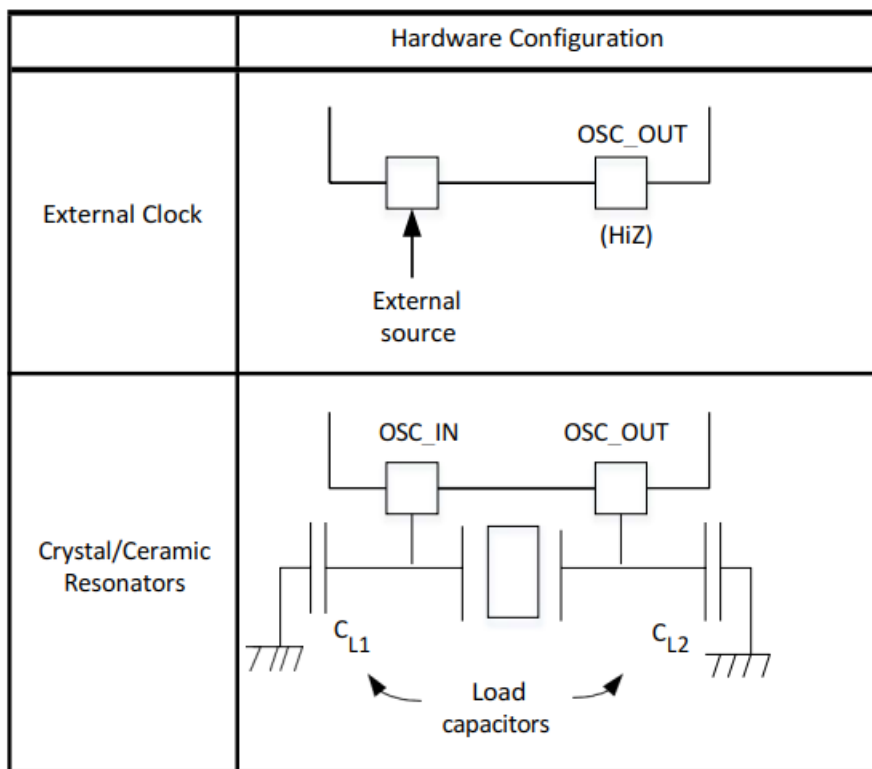 Hardware Configuration
External Clock
OSC_OUT
(HiZ)
External
source
Crystal/Ceramic
Resonators
OSC_IN
OSC_OUT
CL1
CL2
Load
capacitors